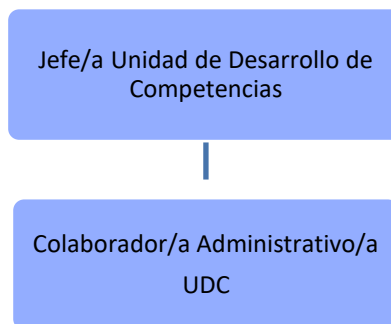 Jefe/a Unidad de Desarrollo de
Competencias
Colaborador/a Administrativo/a
UDC